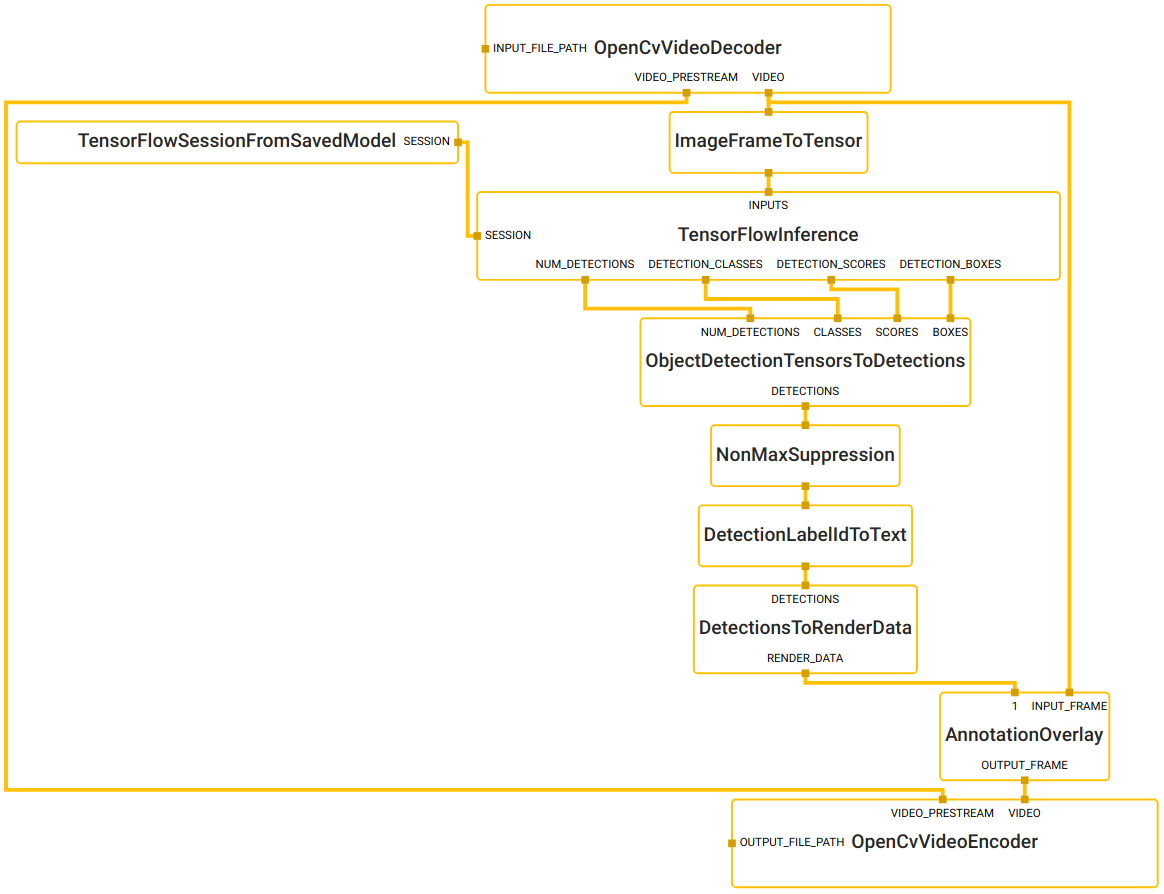 INPUT_FILE_PATH OpenCvVideoDecoder
VIDEO_PRESTREAM VIDEO
TensorFlowSessionFromSavedModel SESSION
ImageFrameToTensor
INPUTS
SESSION TensorFlowInference
NUM_DETECTIONS DETECTION_CLASSES DETECTION_SCORES DETECTION_BOXES
NUM_DETECTIONS CLASSES SCORES BOXES
ObjectDetectionTensorsToDetections
DETECTIONS
NonMaxSuppression
DetectionLabelIdToText
DETECTIONS
DetectionsToRenderData
RENDER_DATA
1 INPUT_FRAME
AnnotationOverlay
OUTPUT_FRAME
VIDEO_PRESTREAM VIDEO
OUTPUT_FILE_PATH OpenCvVideoEncoder